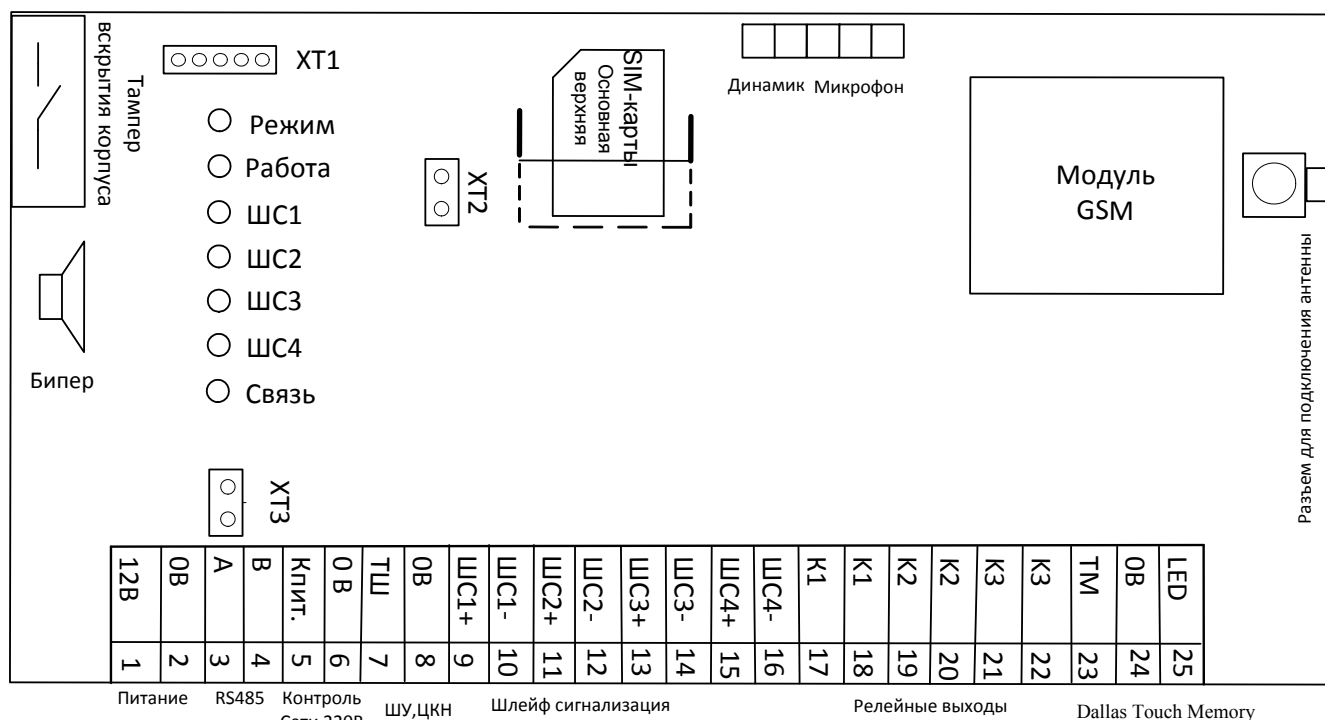 Тампер
вскрытия корпуса
XT1
Режим
Работа
ШС1
ШС2
ШС3
ШС4
Связь
Бипер
XT2
SIM-карты
Основная
верхняя
Динамик Микрофон
Модуль
GSM
Разъем для подключения антенны
XT3
12В 0В A B Кпит. 0 В ТШ 0В ШС1+ ШС1- ШС2+ ШС2- ШС3+ ШС3- ШС4+ ШС4- К1 К1 К2 К2 К3 К3 ТМ 0В LED
1 2 3 4 5 6 7 8 9 10 11 12 13 14 15 16 17 18 19 20 21 22 23 24 25
Питание RS485 Контроль ШУ,ЦКН Шлейф сигнализация Релейные выходы Dallas Touch Memory
Сети 220В